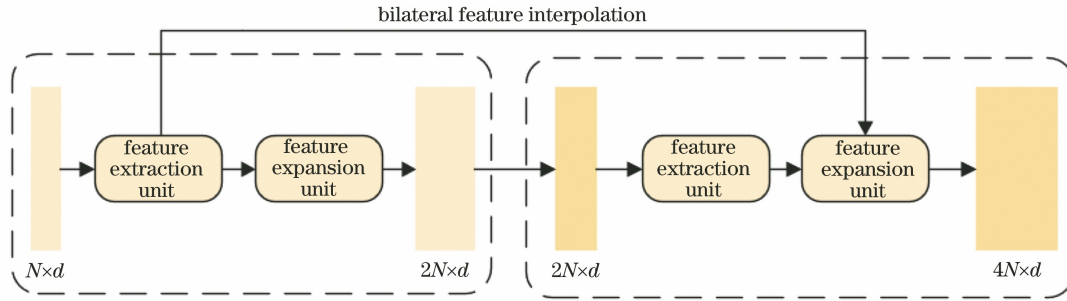 bilateral feature interpolation
feature
extraction
unit
feature
expansion
unit
feature
extraction
unit
feature
expansion
unit
N×d
2N×d
2N×d
4N×d